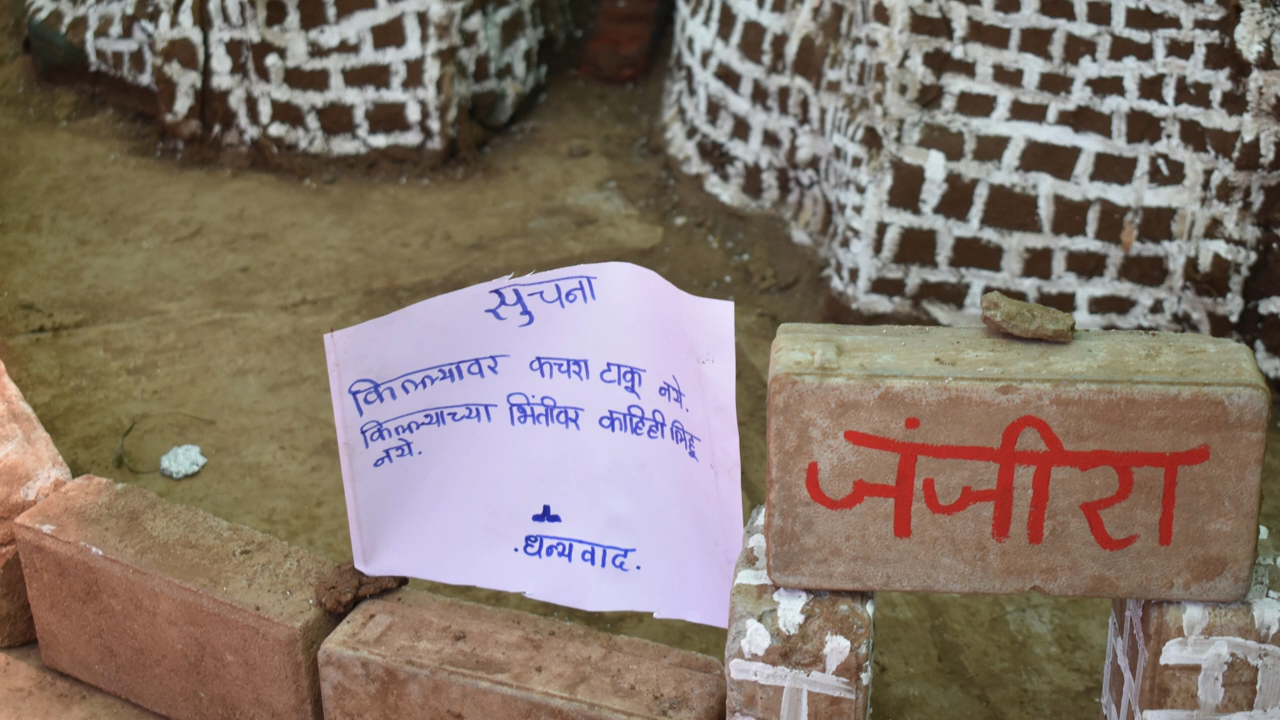 सुचना
किल्ल्यावर कचरा टाकू नये.
किल्ल्याच्या भिंतीवर काहिही लिहू
नये.
.धन्यवाद.
जंजीरा